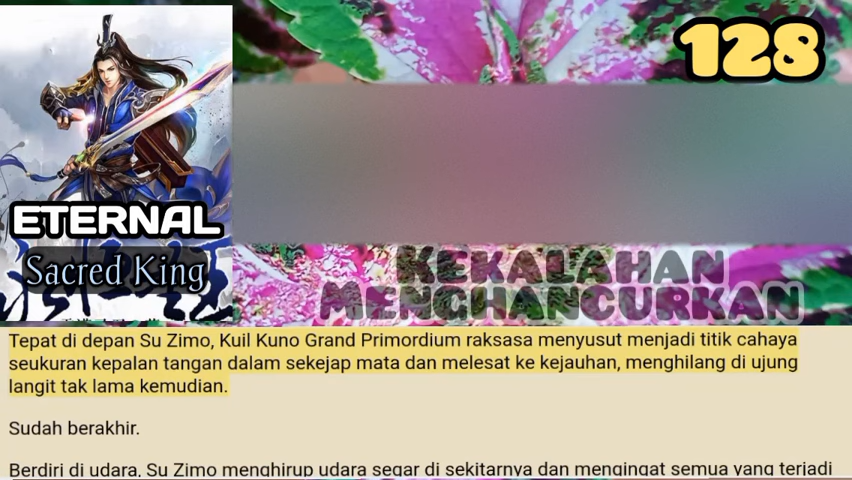 128
ETERNAL
Sacred King
KEKALAHAN
MENGHANCURKAN
Tepat di depan Su Zimo, Kuil Kuno Grand Primordium raksasa menyusut menjadi titik cahaya
seukuran kepalan tangan dalam sekejap mata dan melesat ke kejauhan, menghilang di ujung
langit tak lama kemudian.
Sudah berakhir.
Berdiri di udara, Su Zimo menghirup udara segar di sekitarnya dan mengingat semua yang terjadi